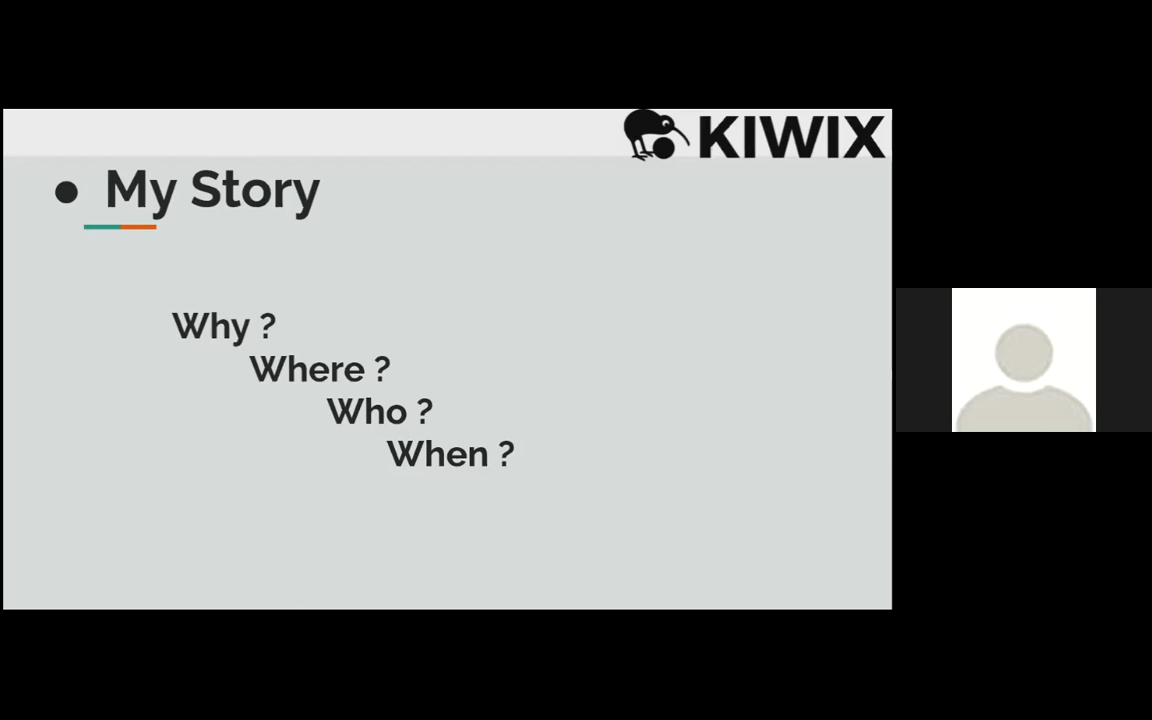 KIWIX
● My Story
Why ?
Where ?
Who ?
When ?